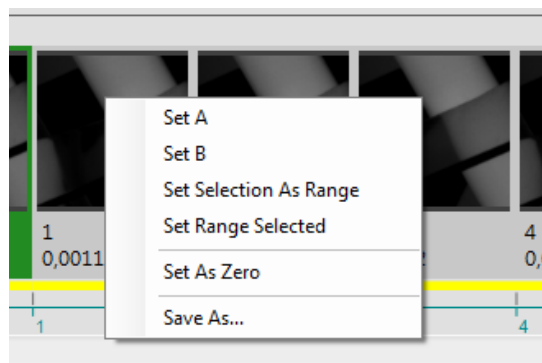 Set A
Set B
Set Selection As Range
Set Range Selected
Set As Zero
Save As...
1
0,0011
4
0,
1
4